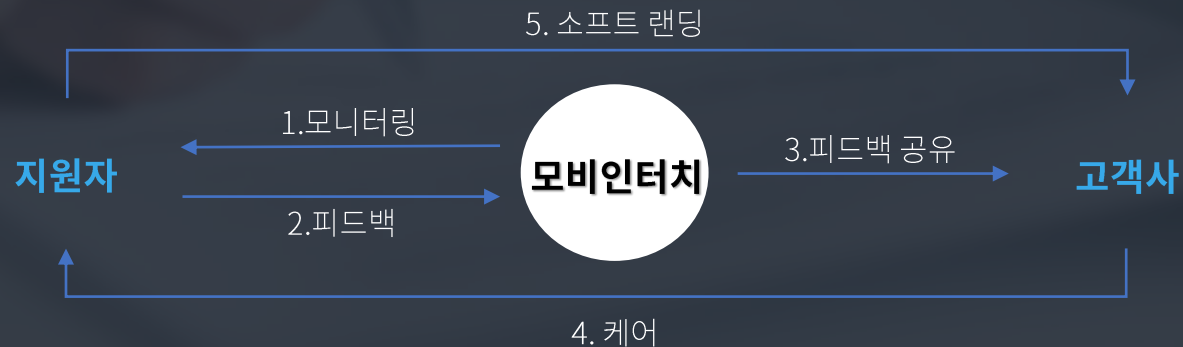 5. 소프트 랜딩
1.모니터링
3.피드백 공유
지원자
모비인터치
고객사
2.피드백
4. 케어